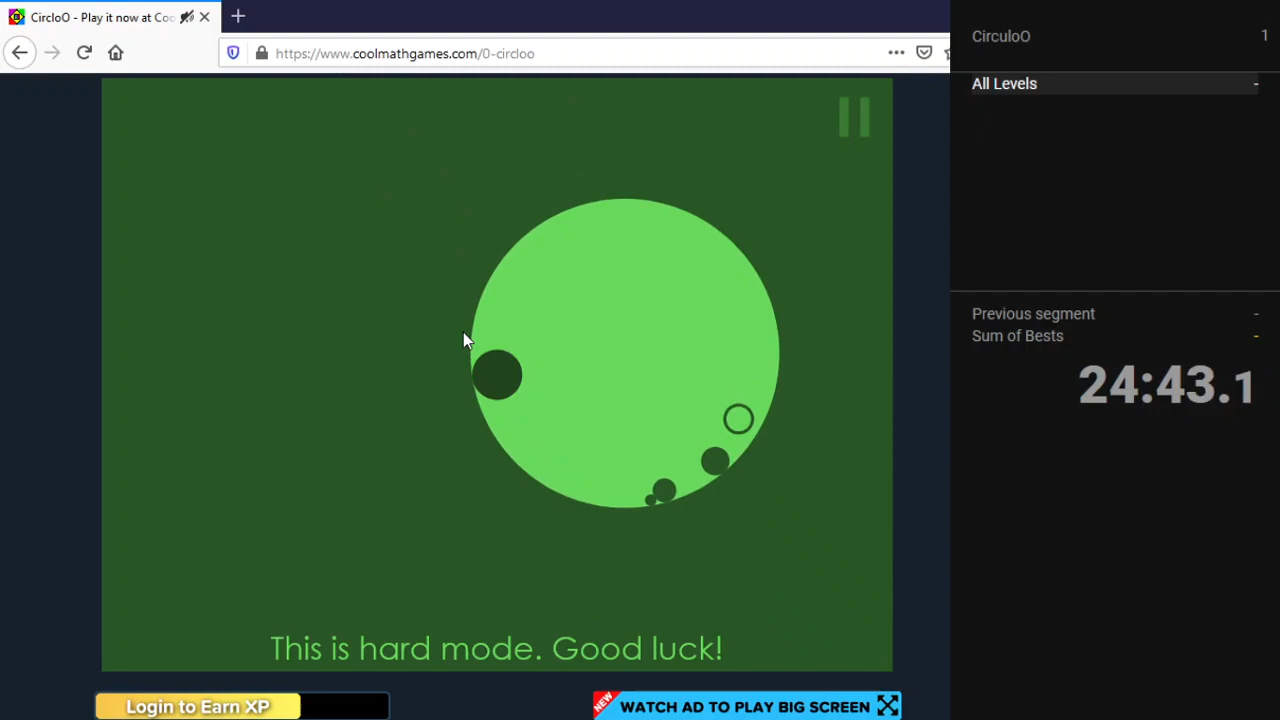 CircloO - Play it now at Coo
https://www.coolmathgames.com/0-circloo
CirculoO 1
All Levels -
Previous segment -
Sum of Bests -
24:43.1
This is hard mode. Good luck!
Login to Earn XP
NEW WATCH AD TO PLAY BIG SCREEN